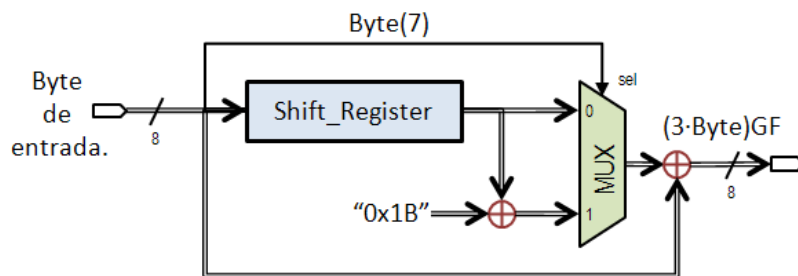 Byte(7)
Byte
de
entrada.
8
Shift_Register
sel
0
MUX
1
"0x1B"
(3·Byte)GF
8